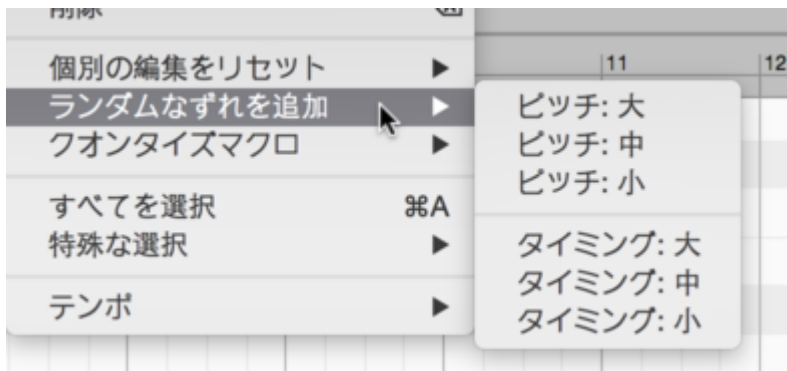 削除
個別の編集をリセット
ランダムなずれを追加
クオンタイズマクロ
すべてを選択 ⌘A
特殊な選択
テンポ
11
12
ピッチ: 大
ピッチ: 中
ピッチ: 小
タイミング: 大
タイミング: 中
タイミング: 小